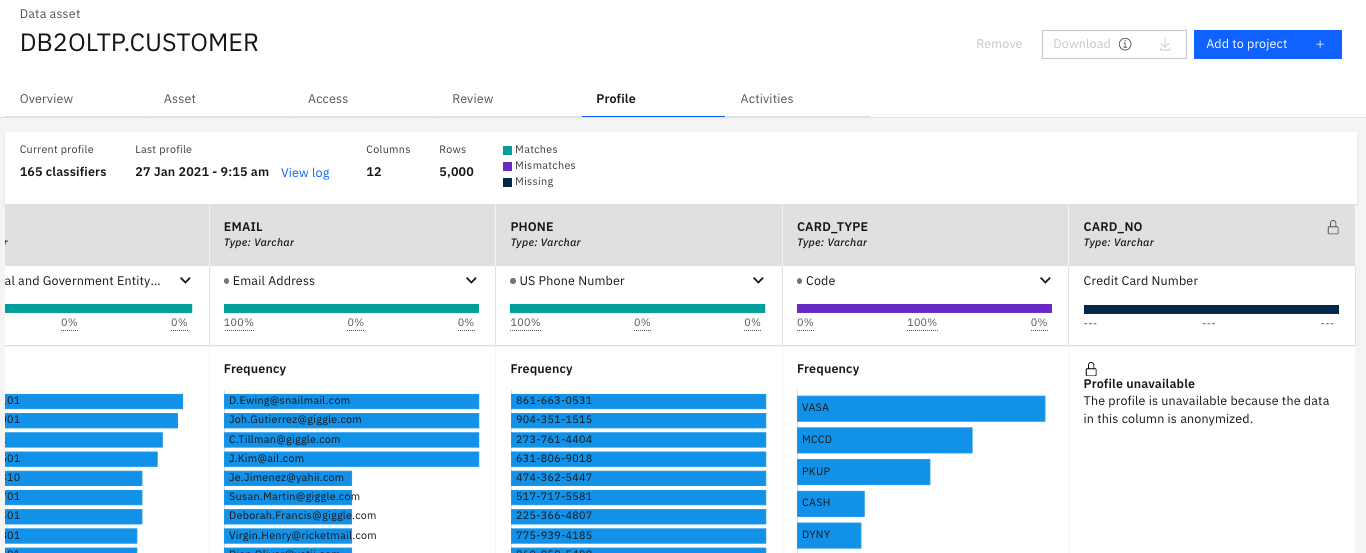 Data asset
DB2OLTP.CUSTOMER
Remove
Download
Add to project +
Overview
Asset
Access
Review
Profile
Activities
Current profile
165 classifiers
Last profile
27 Jan 2021 - 9:15 am View log
Columns
12
Rows
5,000
Matches
Mismatches
Missing
r
al and Government Entity...
0% 0%
.01
001
501
10
701
301
EMAIL
Type: Varchar
Email Address
100% 0% 0%
Frequency
D.Ewing@snailmail.com
Joh.Gutierrez@giggle.com
C.Tillman@giggle.com
J.Kim@ail.com
Je.Jimenez@yahii.com
Susan.Martin@giggle.com
Deborah.Francis@giggle.com
Virgin.Henry@ricketmail.com
PHONE
Type: Varchar
US Phone Number
100% 0% 0%
Frequency
861-663-0531
904-351-1515
273-761-4404
631-806-9018
474-362-5447
517-717-5581
225-366-4807
775-939-4185
CARD_TYPE
Type: Varchar
Code
0% 100% 0%
Frequency
VASA
MCCD
PKUP
CASH
DYNY
CARD_NO
Type: Varchar
Credit Card Number
--- --- ---
Profile unavailable
The profile is unavailable because the data
in this column is anonymized.